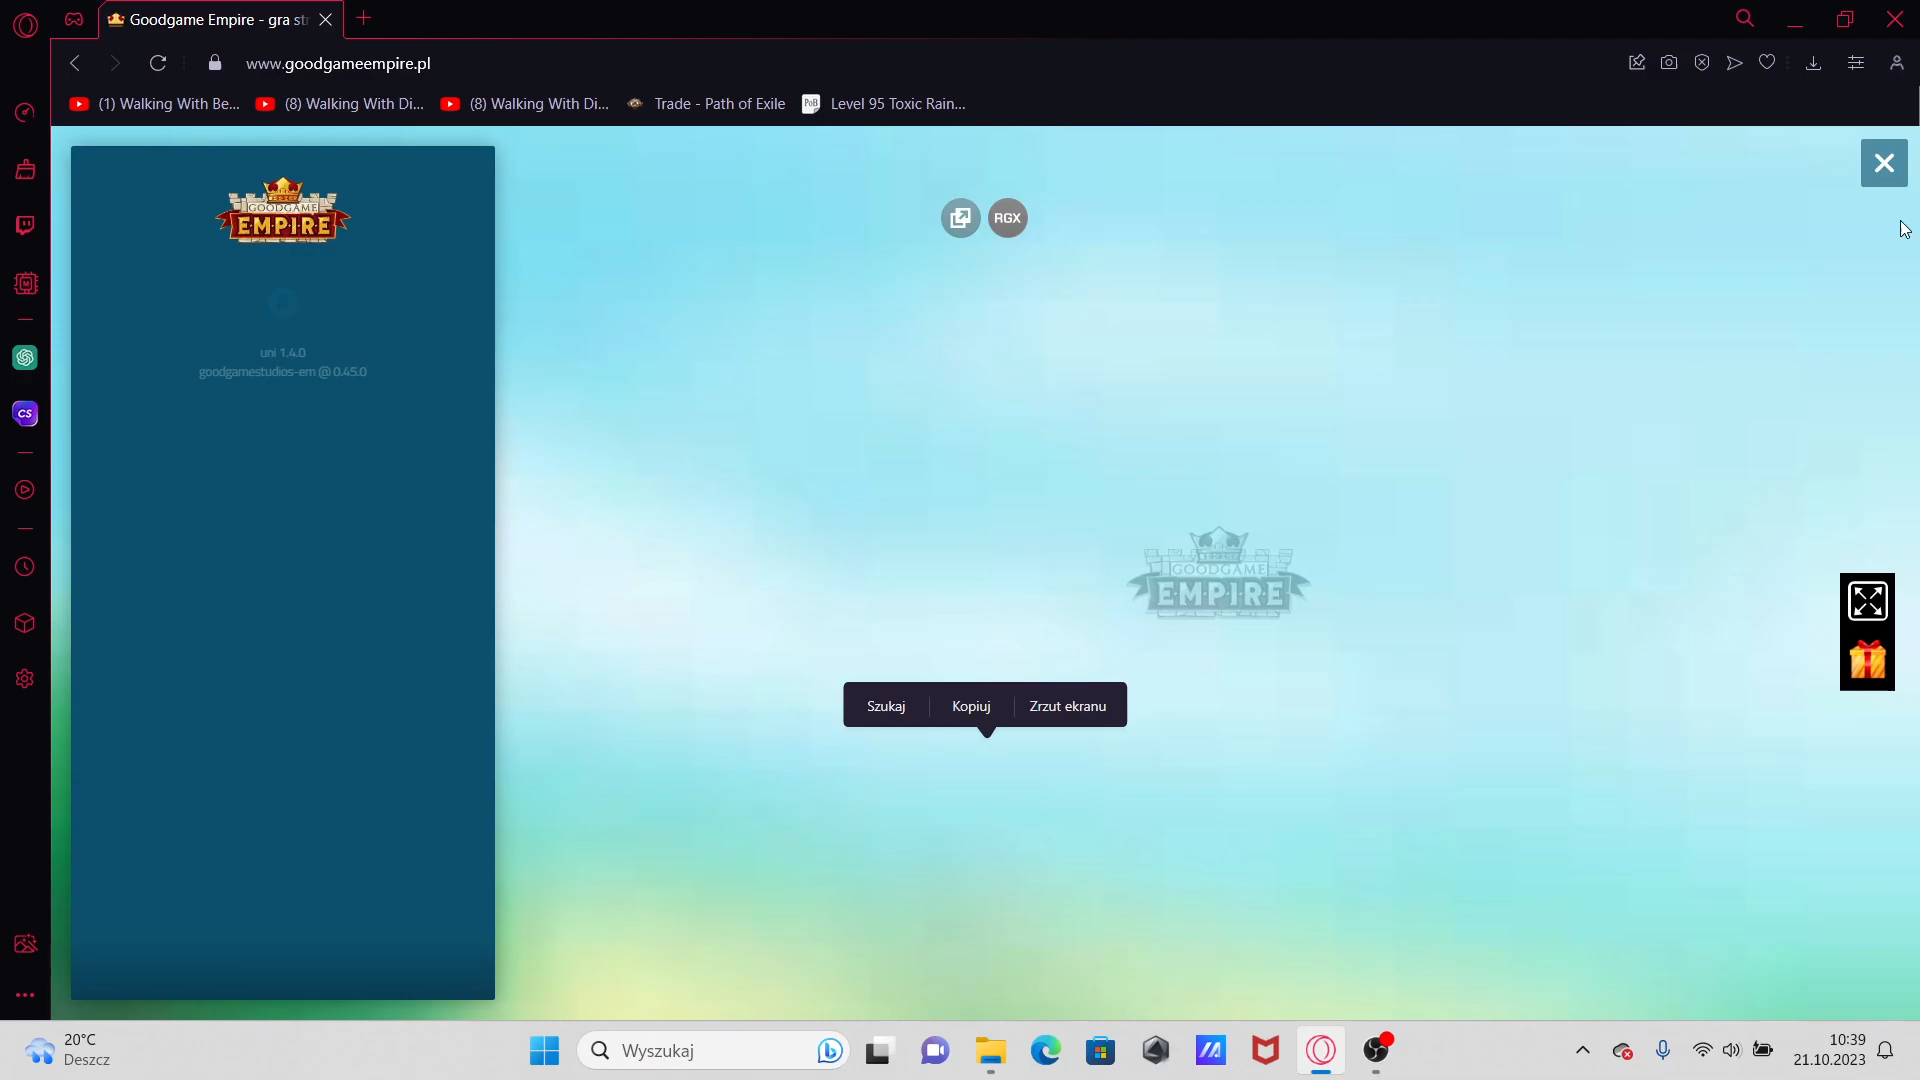 Goodgame Empire - gra st
www.goodgameempire.pl
(1) Walking With Be...
(8) Walking With Di...
(8) Walking With Di...
Trade - Path of Exile
PoB
Level 95 Toxic Rain...
GOODGAME
EMPIRE
RGX
uni 1.4.0
goodgamestudios-em @ 0.45.0
CS
GOODGAME
EMPIRE
Szukaj
Kopiuj
Zrzut ekranu
20°C
Deszcz
Wyszukaj
10:39
21.10.2023